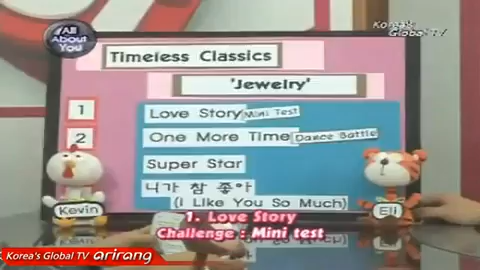 All
About
You
Korea's
Global TV
Timeless Classics
'Jewelry'
1
Love Story
Mini Test
2
One More Time
Dance Battle
Super Star
니가 참 좋아
(I Like You So Much)
Kevin
Eli
1. Love Story
Challenge : Mini test
Korea's Global TV arirang